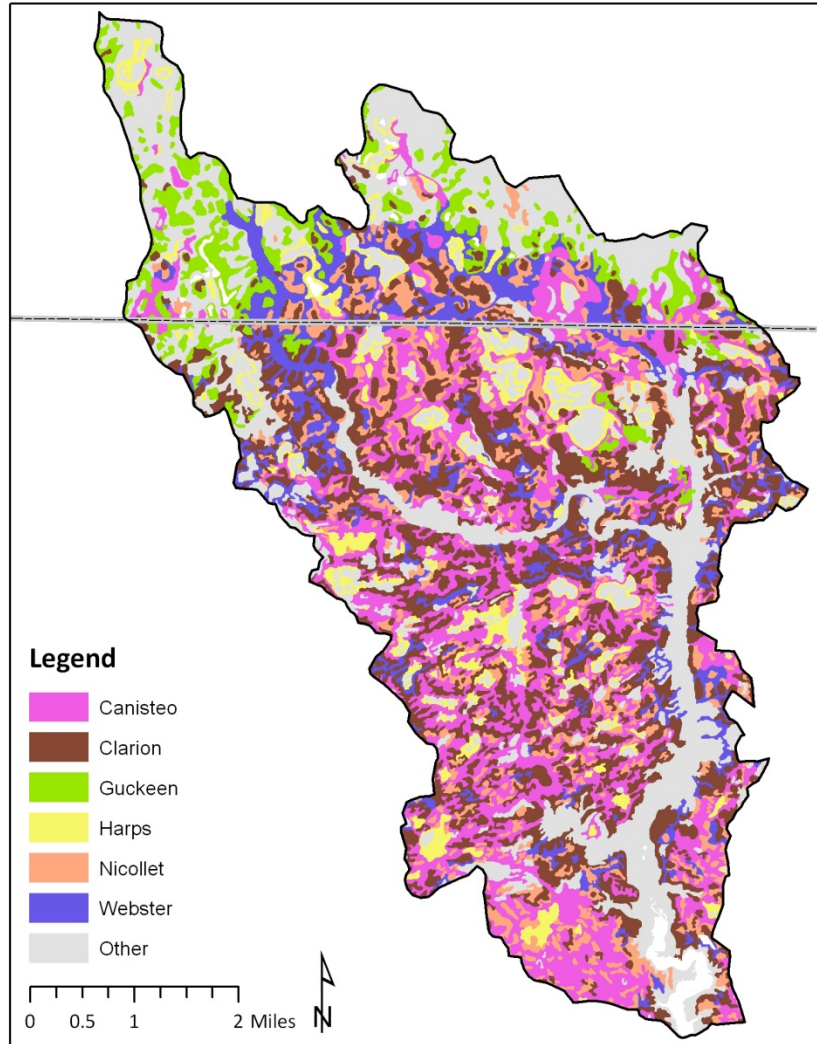 Legend
Canisteo
Clarion
Guckeen
Harps
Nicollet
Webster
Other
0 0.5 1 2 Miles
N